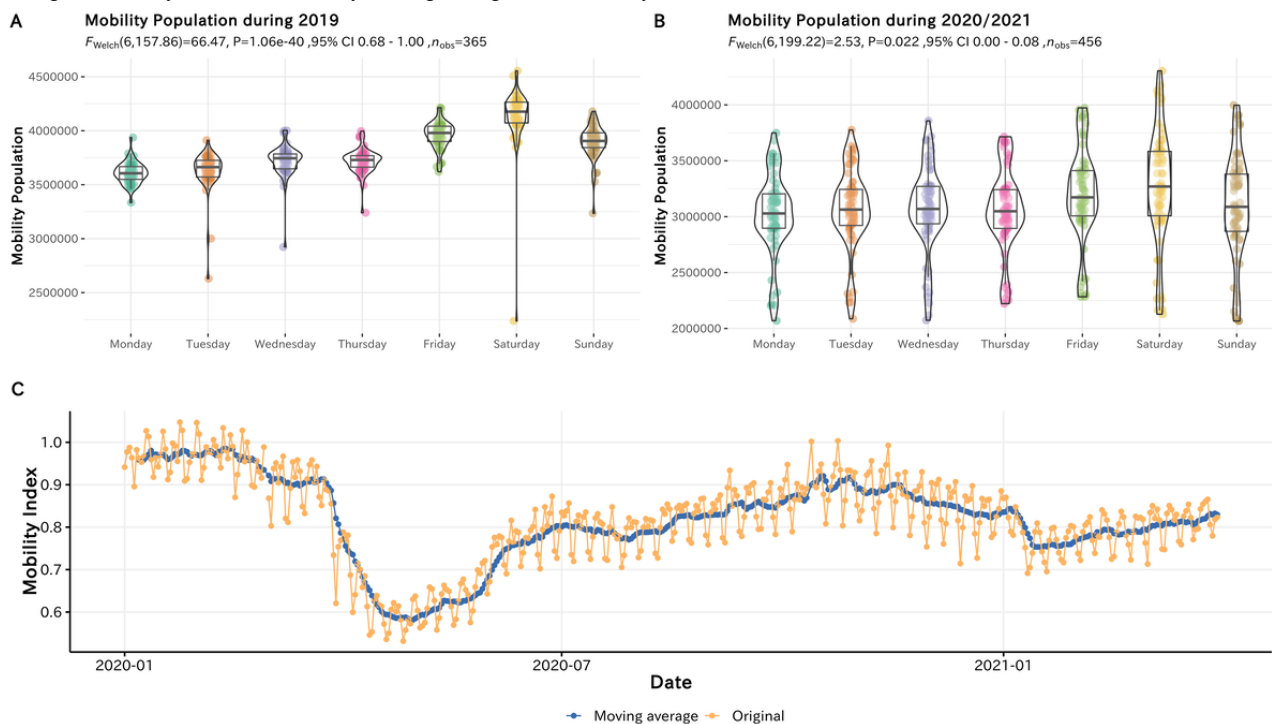 A
Mobility Population during 2019
FWelch(6,157.86)=66.47, P=1.06e-40 ,95% CI 0.68 - 1.00 ,nobs=365
Mobility Population
4500000
4000000
3500000
3000000
2500000
Monday Tuesday Wednesday Thursday Friday Saturday Sunday
B
Mobility Population during 2020/2021
FWelch(6,199.22)=2.53, P=0.022 ,95% CI 0.00 - 0.08 ,nobs=456
Mobility Population
4000000
3500000
3000000
2500000
2000000
Monday Tuesday Wednesday Thursday Friday Saturday Sunday
C
Mobility Index
1.0
0.9
0.8
0.7
0.6
2020-01 2020-07 2021-01
Date
Moving average Original